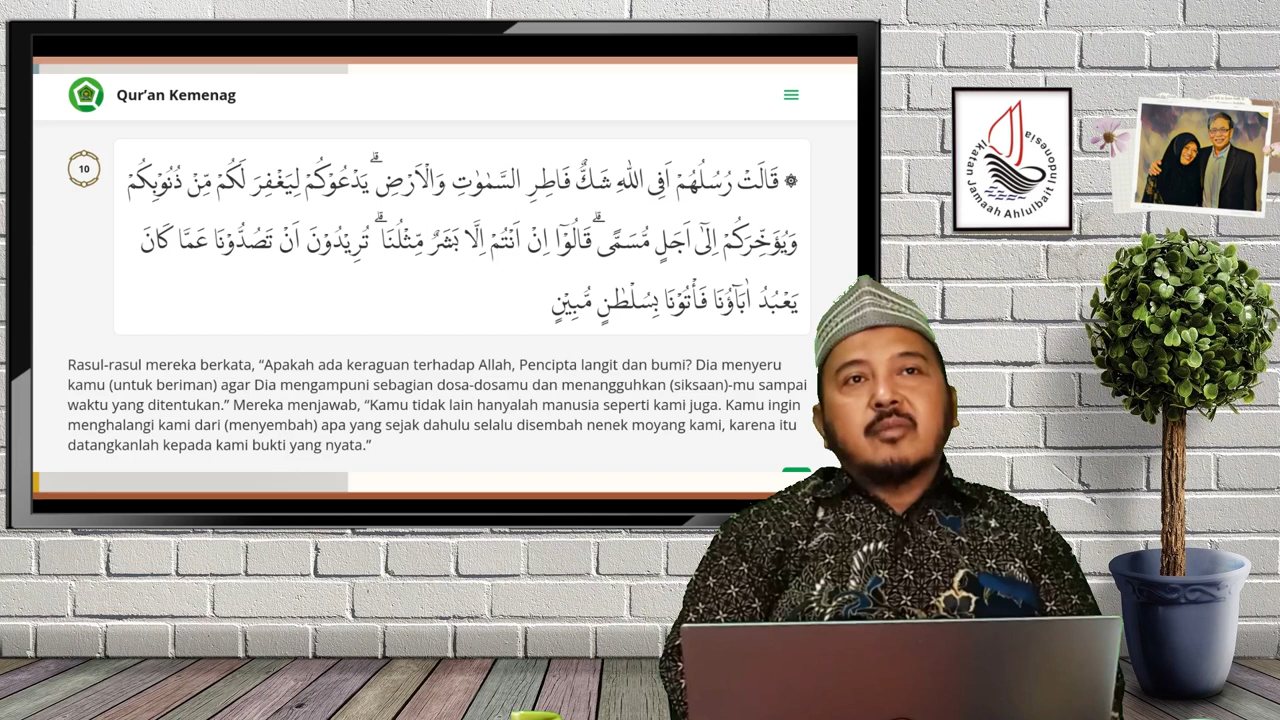 Qur’an Kemenag
10
۞ قَالَتْ رُسُلُهُمْ اَفِى اللّٰهِ شَكٌّ فَاطِرِ السَّمٰوٰتِ وَالْاَرْضِۗ يَدْعُوْكُمْ لِيَغْفِرَ لَكُمْ مِّنْ ذُنُوْبِكُمْ
وَيُؤَخِّرَكُمْ اِلٰٓى اَجَلٍ مُّسَمًّىۗ قَالُوْٓا اِنْ اَنْتُمْ اِلَّا بَشَرٌ مِّثْلُنَاۗ تُرِيْدُوْنَ اَنْ تَصُدُّوْنَا عَمَّا كَانَ
يَعْبُدُ اٰبَاۤؤُنَا فَأْتُوْنَا بِسُلْطٰنٍ مُّبِيْنٍ
Rasul-rasul mereka berkata, “Apakah ada keraguan terhadap Allah, Pencipta langit dan bumi? Dia menyeru
kamu (untuk beriman) agar Dia mengampuni sebagian dosa-dosamu dan menangguhkan (siksaan)-mu sampai
waktu yang ditentukan.” Mereka menjawab, “Kamu tidak lain hanyalah manusia seperti kami juga. Kamu ingin
menghalangi kami dari (menyembah) apa yang sejak dahulu selalu disembah nenek moyang kami, karena itu
datangkanlah kepada kami bukti yang nyata.”
Ikatan Jamaah Ahlulbait Indonesia